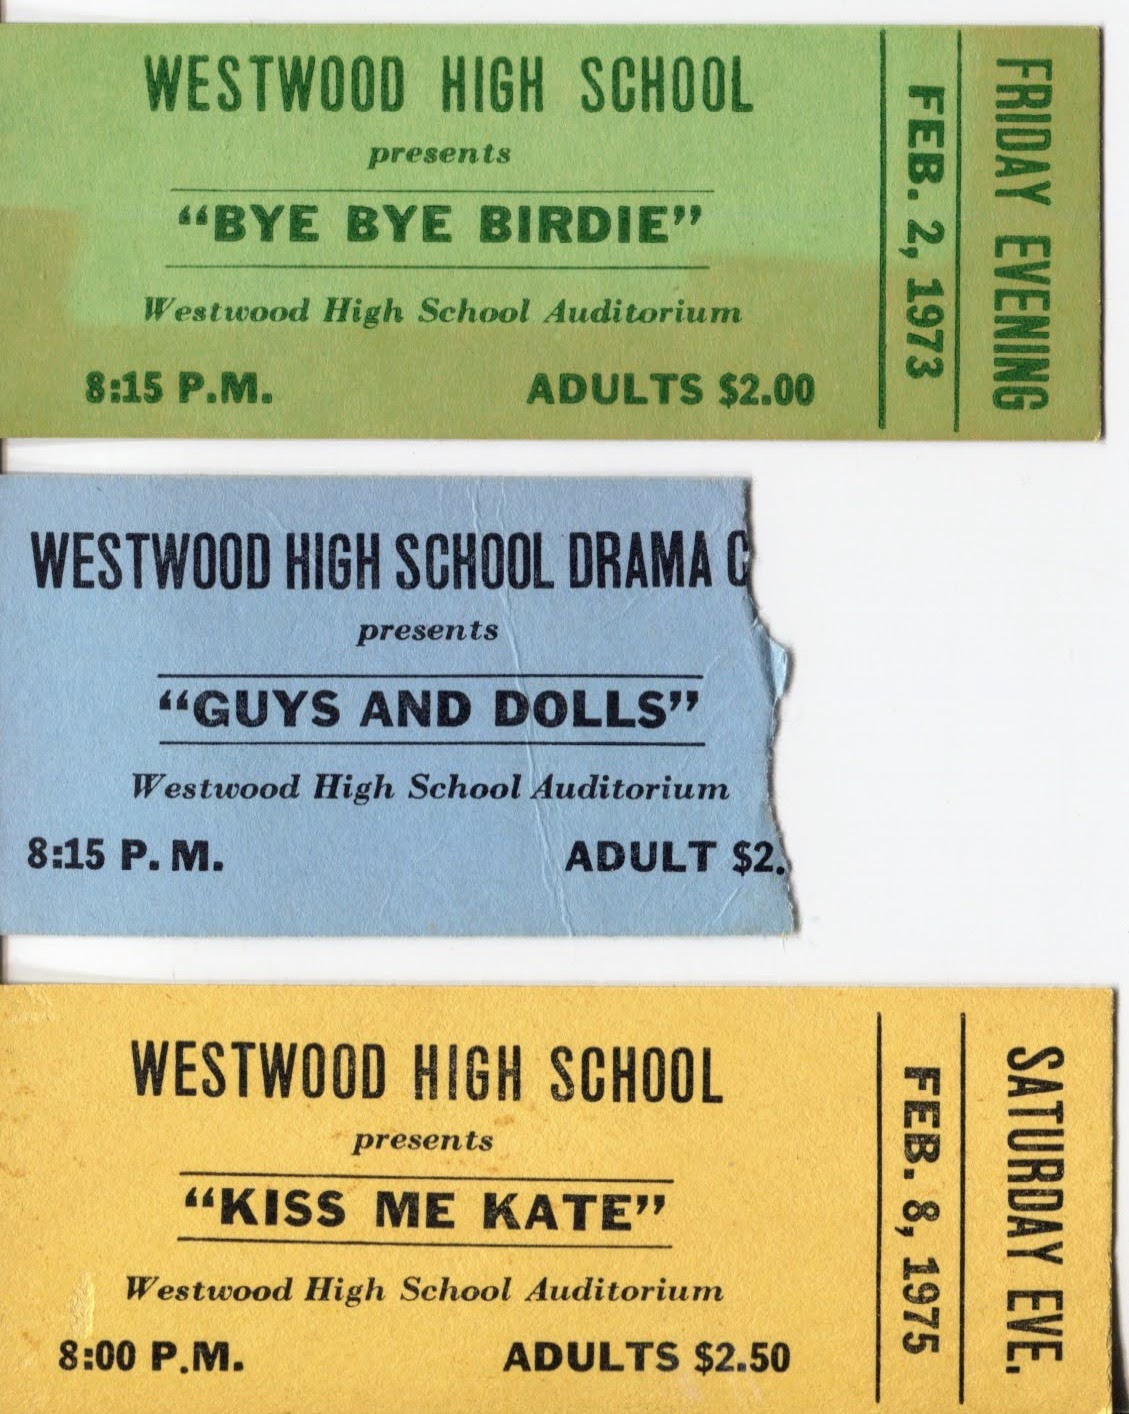 WESTWOOD HIGH SCHOOL
presents
“BYE BYE BIRDIE”
Westwood High School Auditorium
8:15 P.M. ADULTS $2.00
FEB. 2, 1973
FRIDAY EVENING
WESTWOOD HIGH SCHOOL DRAMA C
presents
“GUYS AND DOLLS”
Westwood High School Auditorium
8:15 P. M. ADULT $2.
WESTWOOD HIGH SCHOOL
presents
“KISS ME KATE”
Westwood High School Auditorium
8:00 P.M. ADULTS $2.50
FEB. 8, 1975
SATURDAY EVE.